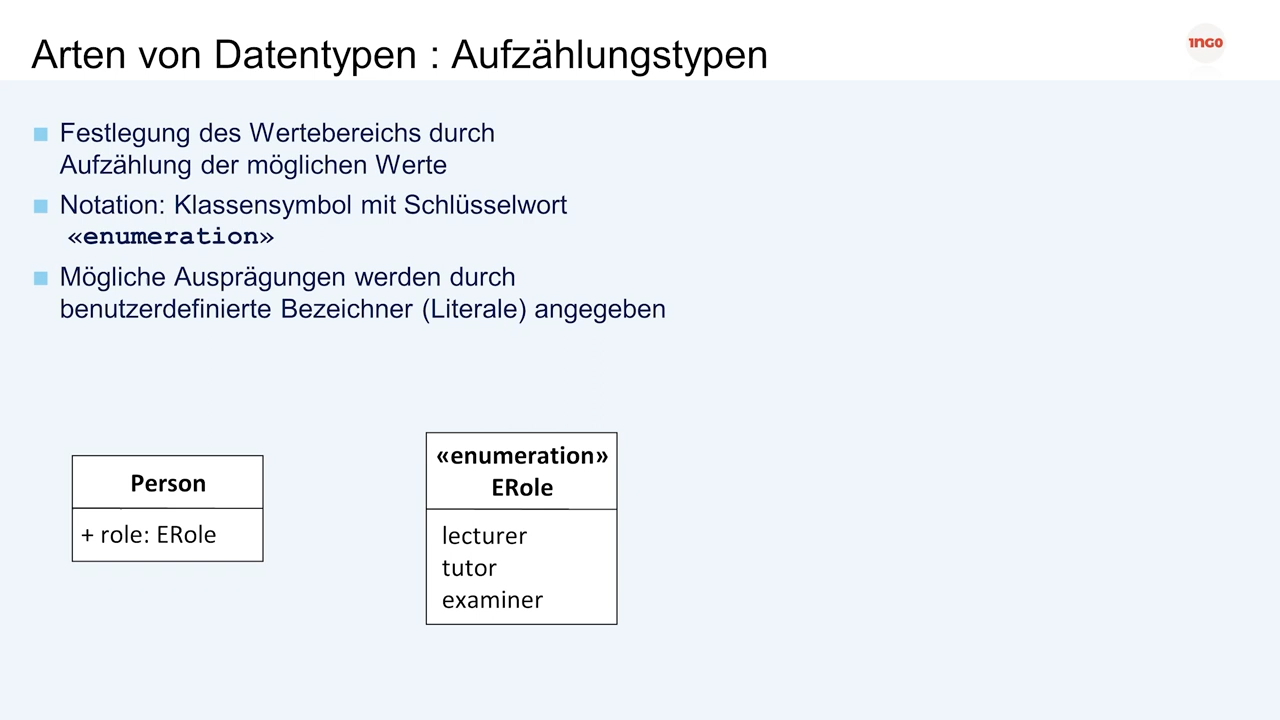 Arten von Datentypen : Aufzählungstypen
1NGO
Festlegung des Wertebereichs durch
Aufzählung der möglichen Werte
Notation: Klassensymbol mit Schlüsselwort
«enumeration»
Mögliche Ausprägungen werden durch
benutzerdefinierte Bezeichner (Literale) angegeben
Person
+ role: ERole
«enumeration»
ERole
lecturer
tutor
examiner